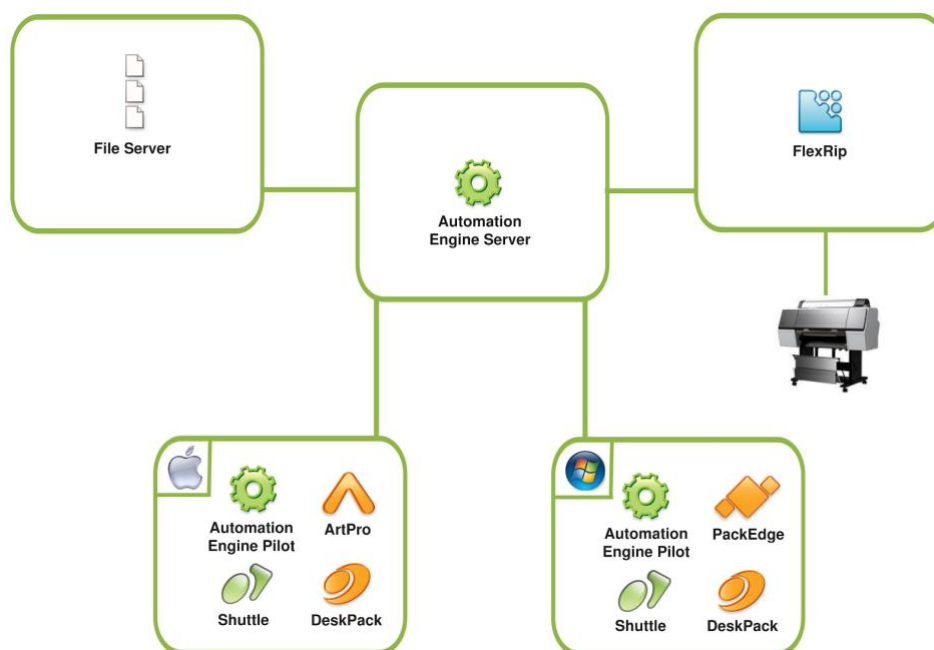 File Server
Automation
Engine Server
FlexRip
Automation
Engine Pilot
ArtPro
Shuttle
DeskPack
Automation
Engine Pilot
PackEdge
Shuttle
DeskPack